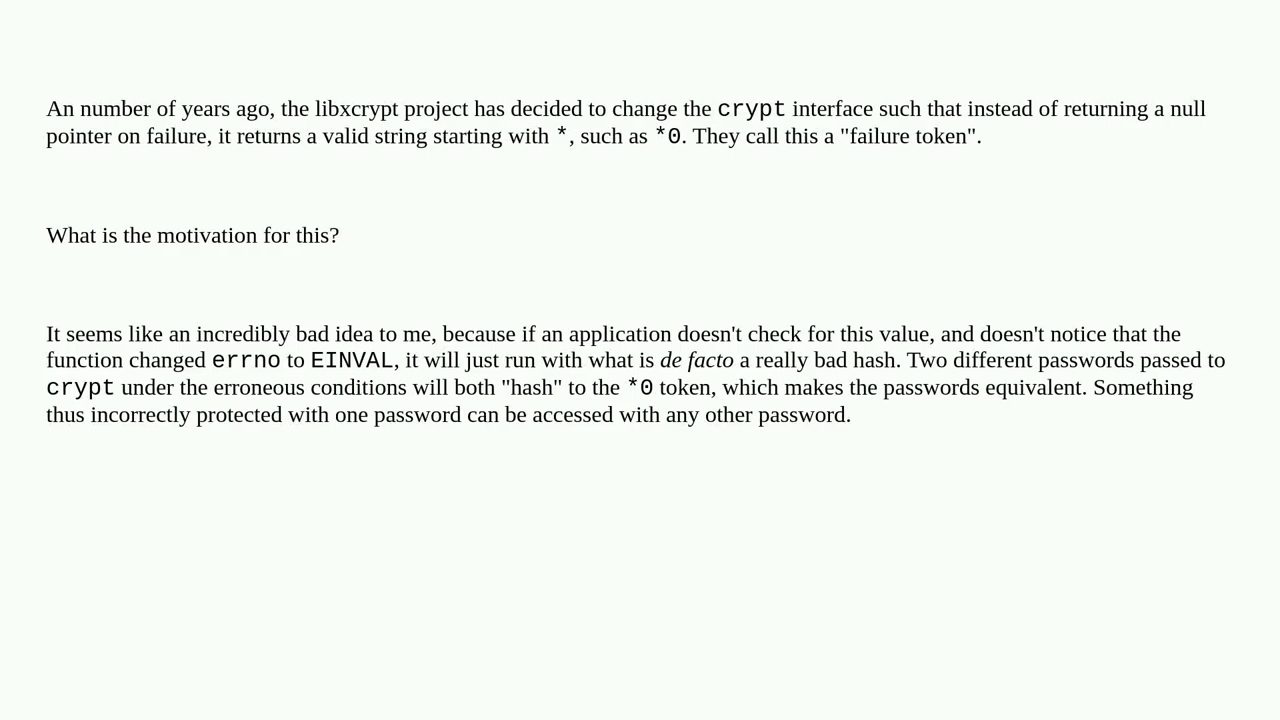 An number of years ago, the libxcrypt project has decided to change the crypt interface such that instead of returning a null
pointer on failure, it returns a valid string starting with *, such as *0. They call this a "failure token".
What is the motivation for this?
It seems like an incredibly bad idea to me, because if an application doesn't check for this value, and doesn't notice that the
function changed errno to EINVAL, it will just run with what is de facto a really bad hash. Two different passwords passed to
crypt under the erroneous conditions will both "hash" to the *0 token, which makes the passwords equivalent. Something
thus incorrectly protected with one password can be accessed with any other password.